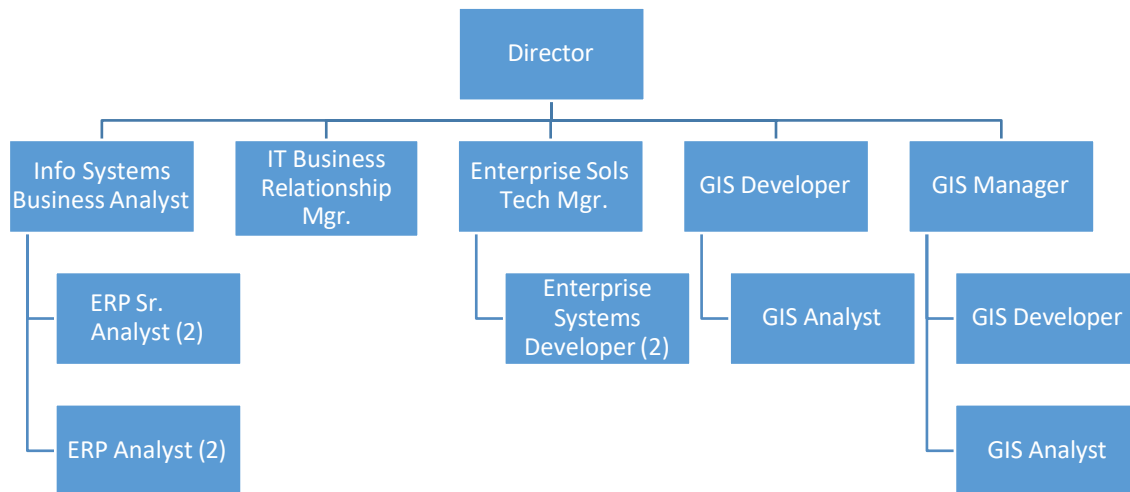 Director
Info Systems
Business Analyst
IT Business
Relationship
Mgr.
Enterprise Sols
Tech Mgr.
GIS Developer
GIS Manager
ERP Sr.
Analyst (2)
Enterprise
Systems
Developer (2)
GIS Analyst
GIS Developer
ERP Analyst (2)
GIS Analyst